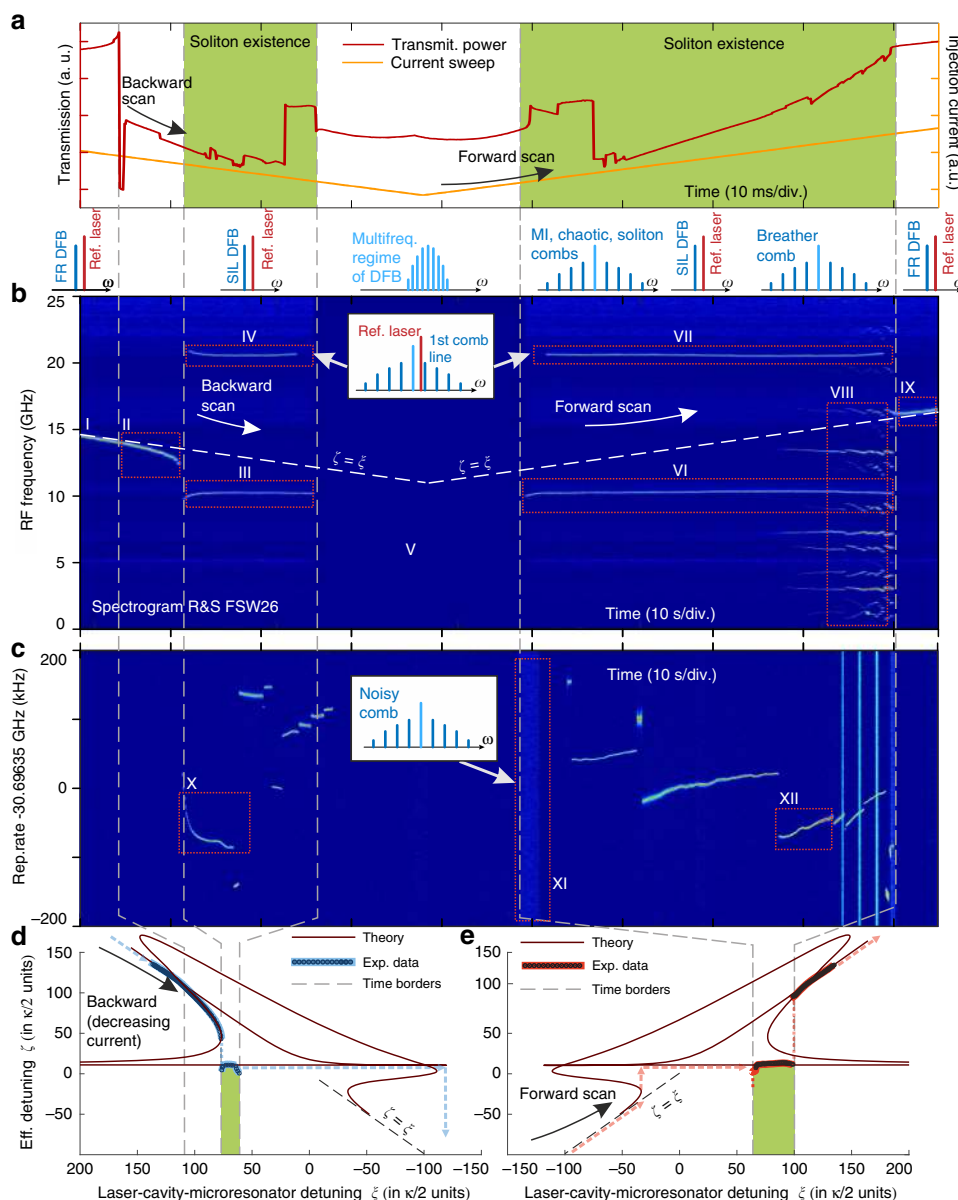 a
Transmission (a. u.)
Soliton existence
Transmit. power
Current sweep
Soliton existence
Backward
scan
Forward scan
Time (10 ms/div.)
Injection current (a.u.)
FR DFB
Ref. laser
ω
SIL DFB
Ref. laser
ω
Multifreq.
regime
of DFB
ω
MI, chaotic, soliton
combs
ω
SIL DFB
Ref. laser
ω
Breather
comb
ω
FR DFB
Ref. laser
ω
b
RF frequency (GHz)
25
20
15
10
5
0
I
II
III
IV
V
VI
VII
VIII
IX
Backward
scan
Ref. laser
1st comb
line
ω
Forward scan
ζ = ξ
ζ = ξ
Spectrogram R&S FSW26
Time (10 s/div.)
c
Rep.rate -30.69635 GHz (kHz)
200
0
−200
Time (10 s/div.)
Noisy
comb
ω
X
XI
XII
d
Eff. detuning ζ (in κ/2 units)
150
100
50
0
−50
Theory
Exp. data
Time borders
Backward
(decreasing
current)
ζ = ξ
200 150 100 50 0 −50 −100 −150
Laser-cavity-microresonator detuning ξ (in κ/2 units)
e
150
100
50
0
−50
Theory
Exp. data
Time borders
Forward scan
ζ = ξ
−150 −100 −50 0 50 100 150 200
Laser-cavity-microresonator detuning ξ (in κ/2 units)